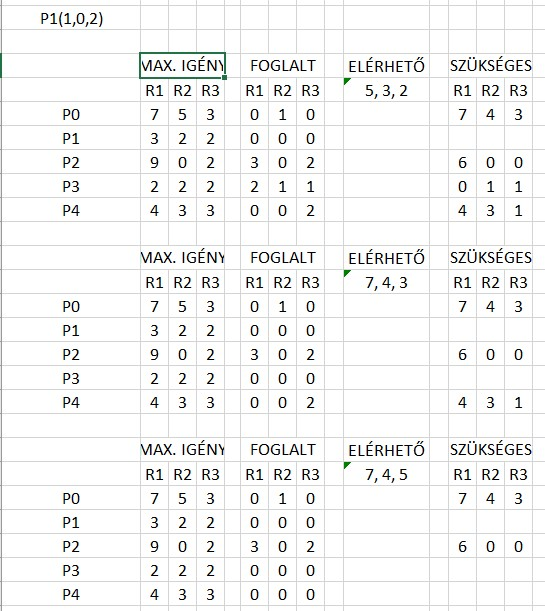 P1(1,0,2)
MAX. IGÉNY FOGLALT ELÉRHETŐ SZÜKSÉGES
R1 R2 R3 R1 R2 R3 5, 3, 2 R1 R2 R3
P0 7 5 3 0 1 0 7 4 3
P1 3 2 2 0 0 0
P2 9 0 2 3 0 2 6 0 0
P3 2 2 2 2 1 1 0 1 1
P4 4 3 3 0 0 2 4 3 1
MAX. IGÉNY FOGLALT ELÉRHETŐ SZÜKSÉGES
R1 R2 R3 R1 R2 R3 7, 4, 3 R1 R2 R3
P0 7 5 3 0 1 0 7 4 3
P1 3 2 2 0 0 0
P2 9 0 2 3 0 2 6 0 0
P3 2 2 2 0 0 0
P4 4 3 3 0 0 2 4 3 1
MAX. IGÉNY FOGLALT ELÉRHETŐ SZÜKSÉGES
R1 R2 R3 R1 R2 R3 7, 4, 5 R1 R2 R3
P0 7 5 3 0 1 0 7 4 3
P1 3 2 2 0 0 0
P2 9 0 2 3 0 2 6 0 0
P3 2 2 2 0 0 0
P4 4 3 3 0 0 0